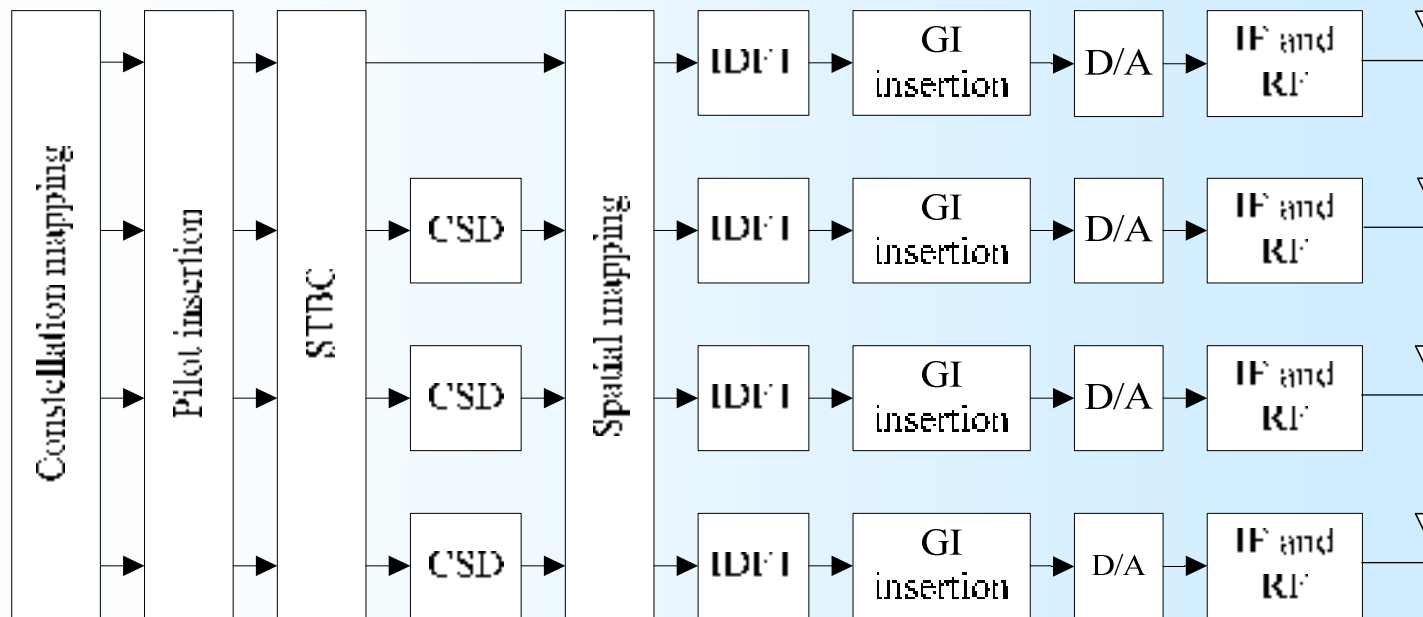 Constellation mapping
Pilot insertion
STBC
Spatial mapping
IDFT
GI
insertion
D/A
IF and
RF
CSD
IDFT
GI
insertion
D/A
IF and
RF
CSD
IDFT
GI
insertion
D/A
IF and
RF
CSD
IDFT
GI
insertion
D/A
IF and
RF